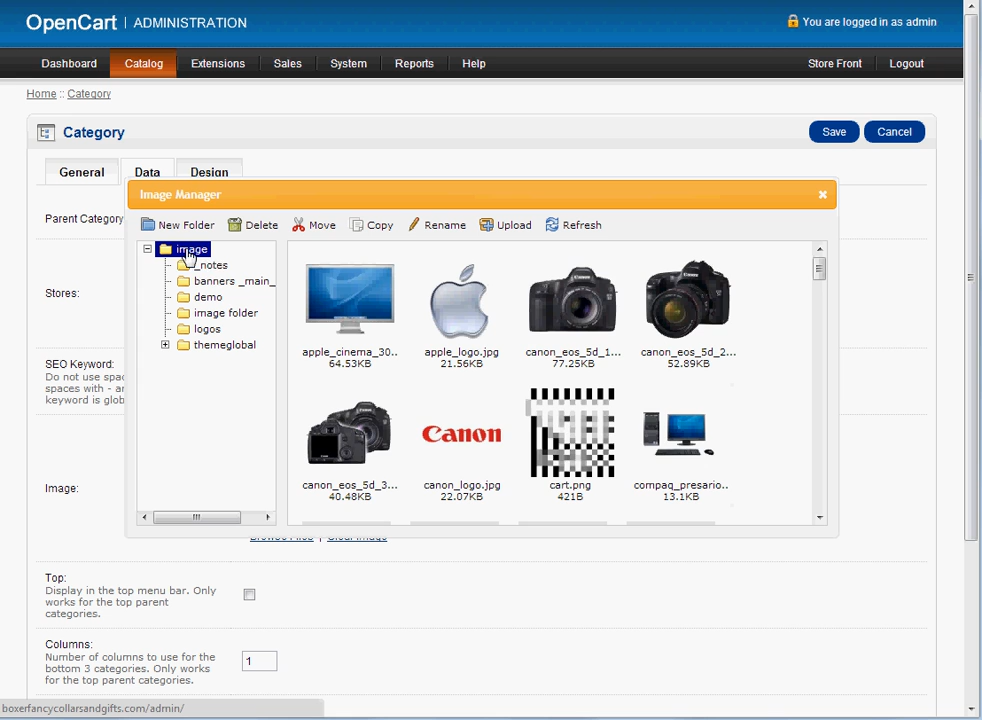 OpenCart | ADMINISTRATION
You are logged in as admin
Dashboard Catalog Extensions Sales System Reports Help Store Front Logout
Home :: Category
Category Save Cancel
General Data Design
Image Manager
Parent Category
New Folder Delete Move Copy Rename Upload Refresh
image
_notes
banners _main_
demo
image folder
logos
themeglobal
Stores:
SEO Keyword:
Do not use spac
spaces with - ar
keyword is glob
Image:
apple_cinema_30..
64.53KB
apple_logo.jpg
21.56KB
canon_eos_5d_1...
77.25KB
canon_eos_5d_2...
52.89KB
canon_eos_5d_3...
40.48KB
Canon
canon_logo.jpg
22.07KB
cart.png
421B
compaq_presario..
13.1KB
Browse Files | Clear Image
Top:
Display in the top menu bar. Only
works for the top parent
categories.
Columns:
Number of columns to use for the
bottom 3 categories. Only works
for the top parent categories.
1
boxerfancycollarsandgifts.com/admin/